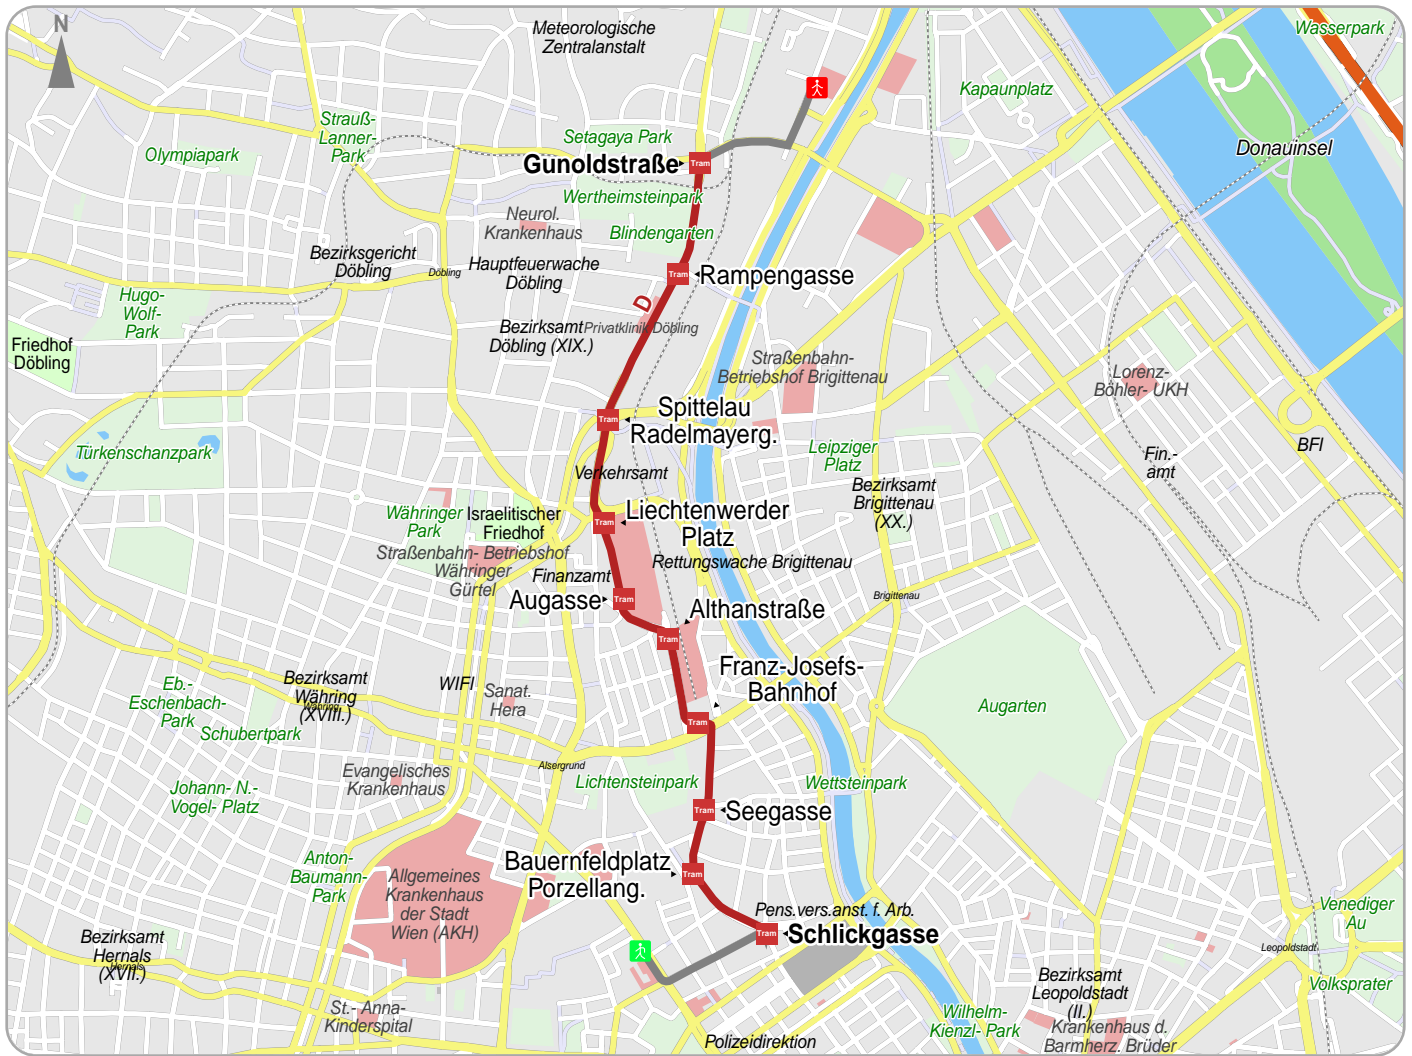 N
Meteorologische
Zentralanstalt
Wasserpark
Kapaunplatz
Strauß-
Lanner-
Park
Olympiapark
Setagaya Park
Donauinsel
Gunoldstraße
Tram
Wertheimsteinpark
Neurol.
Krankenhaus
Blindengarten
Bezirksgericht
Döbling
Döbling
Hauptfeuerwache
Döbling
Tram
Rampengasse
Hugo-
Wolf-
Park
D
Bezirksamt
Döbling (XIX.)
Privatklinik Döbling
Friedhof
Döbling
Straßenbahn-
Betriebshof Brigittenau
Lorenz-
Böhler- UKH
Tram
Spittelau
Radelmayerg.
Türkenschanzpark
Leipziger
Platz
BFI
Fin.-
amt
Verkehrsamt
Bezirksamt
Brigittenau
(XX.)
Währinger
Park
Israelitischer
Friedhof
Tram
Liechtenwerder
Platz
Straßenbahn- Betriebshof
Währinger
Gürtel
Rettungswache Brigittenau
Finanzamt
Augasse
Tram
Brigittenau
Althanstraße
Tram
Franz-Josefs-
Bahnhof
Tram
Eb.-
Eschenbach-
Park
Bezirksamt
Währing
(XVIII.)
Währing
WIFI
Sanat.
Hera
Augarten
Schubertpark
Alsergrund
Evangelisches
Krankenhaus
Lichtensteinpark
Wettsteinpark
Johann- N.-
Vogel- Platz
Tram
Seegasse
Anton-
Baumann-
Park
Allgemeines
Krankenhaus
der Stadt
Wien (AKH)
Bauernfeldplatz
Porzellang.
Tram
Venediger
Au
Pens.vers.anst. f. Arb.
Tram
Schlickgasse
Bezirksamt
Hernals
(XVII.)
Hernals
Leopoldstadt
Bezirksamt
Leopoldstadt
(II.)
Volksprater
St.- Anna-
Kinderspital
Wilhelm-
Kienzl- Park
Krankenhaus d.
Barmherz. Brüder
Polizeidirektion